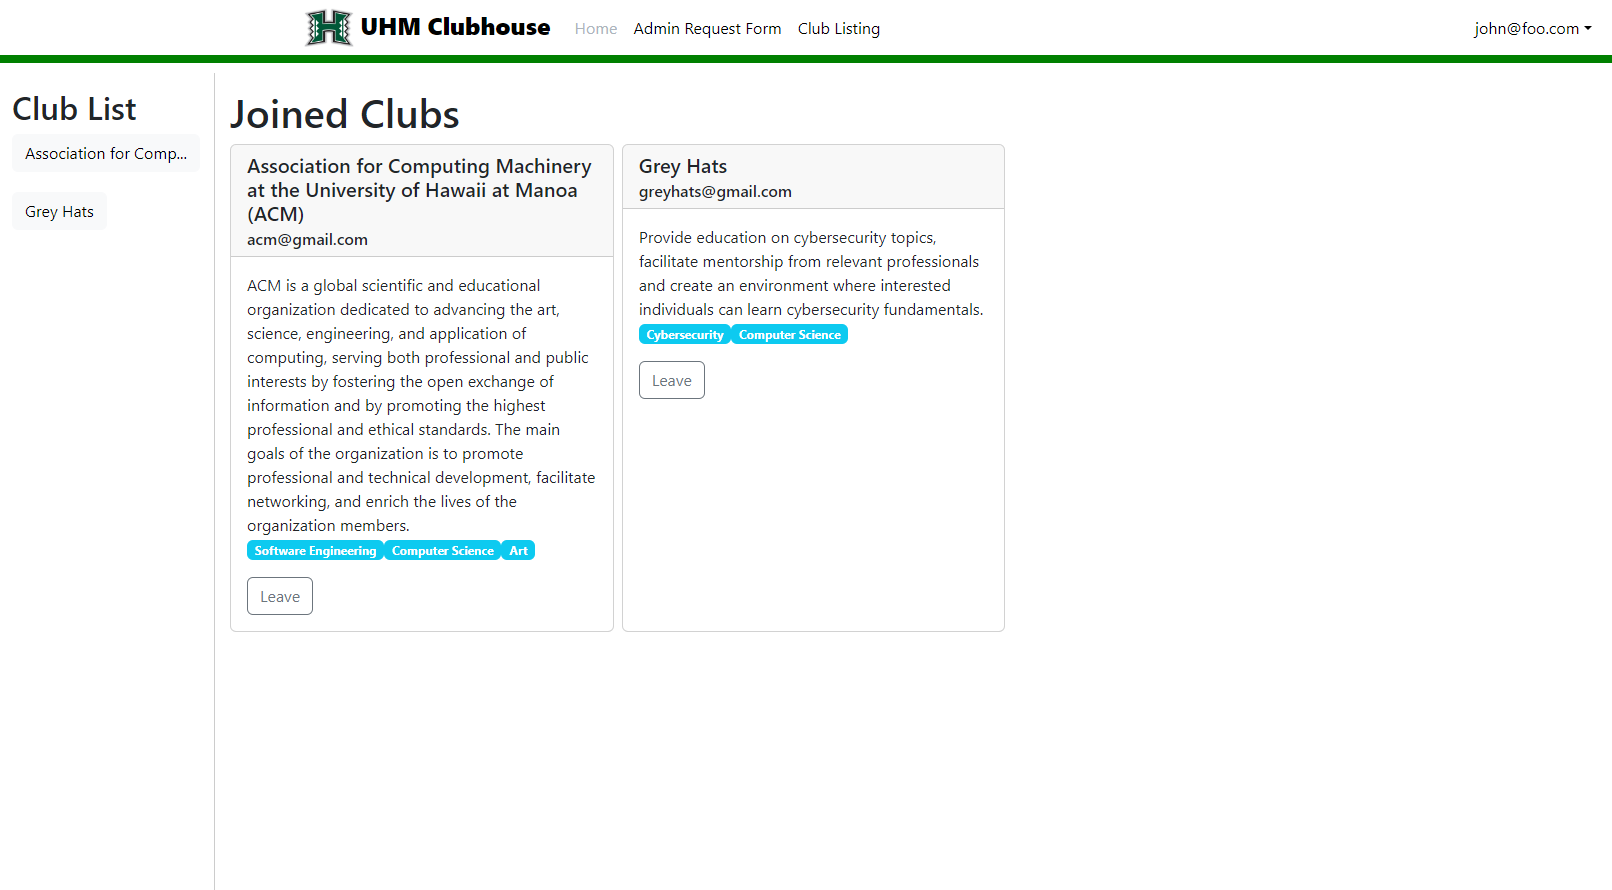 UHM Clubhouse
Home
Admin Request Form
Club Listing
john@foo.com
Club List
Association for Comp...
Grey Hats
Joined Clubs
Association for Computing Machinery
at the University of Hawaii at Manoa
(ACM)
acm@gmail.com
ACM is a global scientific and educational
organization dedicated to advancing the art,
science, engineering, and application of
computing, serving both professional and public
interests by fostering the open exchange of
information and by promoting the highest
professional and ethical standards. The main
goals of the organization is to promote
professional and technical development, facilitate
networking, and enrich the lives of the
organization members.
Software Engineering
Computer Science
Art
Leave
Grey Hats
greyhats@gmail.com
Provide education on cybersecurity topics,
facilitate mentorship from relevant professionals
and create an environment where interested
individuals can learn cybersecurity fundamentals.
Cybersecurity
Computer Science
Leave